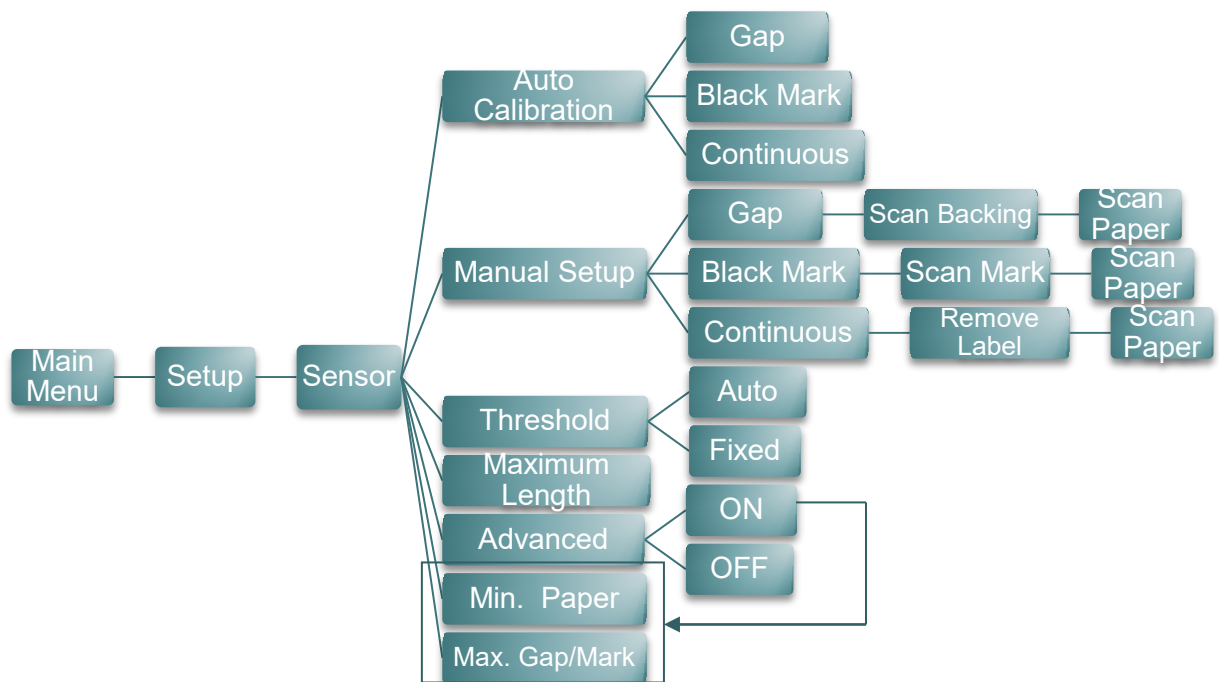 Main
Menu
Setup
Sensor
Auto
Calibration
Gap
Black Mark
Continuous
Manual Setup
Gap
Scan Backing
Scan
Paper
Black Mark
Scan Mark
Scan
Paper
Continuous
Remove
Label
Scan
Paper
Threshold
Auto
Fixed
Maximum
Length
Advanced
ON
OFF
Min. Paper
Max. Gap/Mark